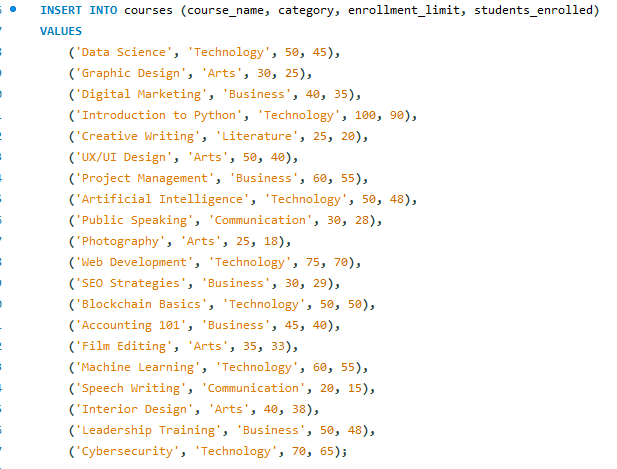 INSERT INTO courses (course_name, category, enrollment_limit, students_enrolled)
VALUES
('Data Science', 'Technology', 50, 45),
('Graphic Design', 'Arts', 30, 25),
('Digital Marketing', 'Business', 40, 35),
('Introduction to Python', 'Technology', 100, 90),
('Creative Writing', 'Literature', 25, 20),
('UX/UI Design', 'Arts', 50, 40),
('Project Management', 'Business', 60, 55),
('Artificial Intelligence', 'Technology', 50, 48),
('Public Speaking', 'Communication', 30, 28),
('Photography', 'Arts', 25, 18),
('Web Development', 'Technology', 75, 70),
('SEO Strategies', 'Business', 30, 29),
('Blockchain Basics', 'Technology', 50, 50),
('Accounting 101', 'Business', 45, 40),
('Film Editing', 'Arts', 35, 33),
('Machine Learning', 'Technology', 60, 55),
('Speech Writing', 'Communication', 20, 15),
('Interior Design', 'Arts', 40, 38),
('Leadership Training', 'Business', 50, 48),
('Cybersecurity', 'Technology', 70, 65);